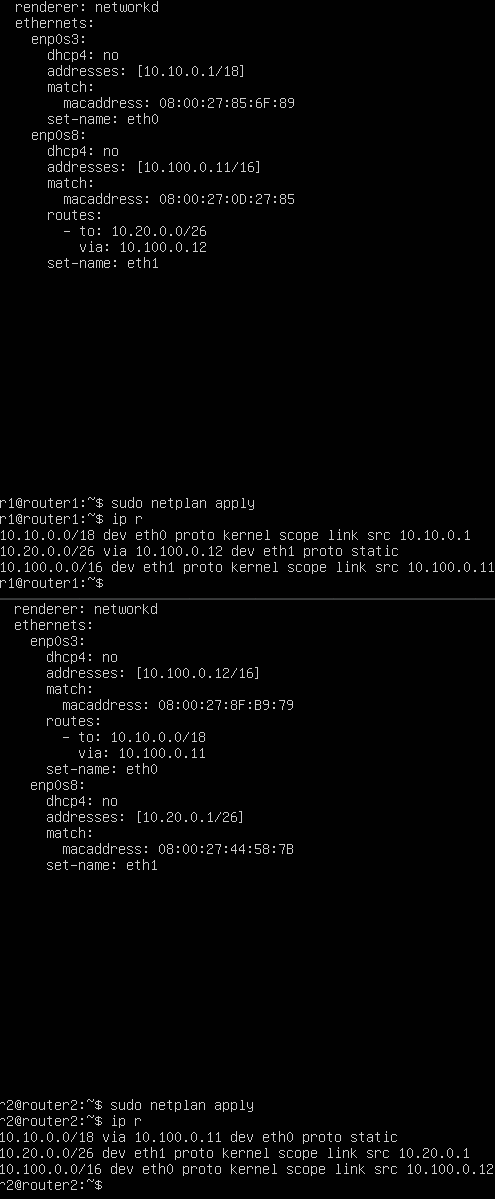 renderer: networkd
ethernets:
enp0s3:
dhcp4: no
addresses: [10.10.0.1/18]
match:
macaddress: 08:00:27:85:6F:89
set-name: eth0
enp0s8:
dhcp4: no
addresses: [10.100.0.11/16]
match:
macaddress: 08:00:27:0D:27:85
routes:
- to: 10.20.0.0/26
via: 10.100.0.12
set-name: eth1
r1@router1:~$ sudo netplan apply
r1@router1:~$ ip r
10.10.0.0/18 dev eth0 proto kernel scope link src 10.10.0.1
10.20.0.0/26 via 10.100.0.12 dev eth1 proto static
10.100.0.0/16 dev eth1 proto kernel scope link src 10.100.0.11
r1@router1:~$
renderer: networkd
ethernets:
enp0s3:
dhcp4: no
addresses: [10.100.0.12/16]
match:
macaddress: 08:00:27:8F:B9:79
routes:
- to: 10.10.0.0/18
via: 10.100.0.11
set-name: eth0
enp0s8:
dhcp4: no
addresses: [10.20.0.1/26]
match:
macaddress: 08:00:27:44:58:7B
set-name: eth1
r2@router2:~$ sudo netplan apply
r2@router2:~$ ip r
10.10.0.0/18 via 10.100.0.11 dev eth0 proto static
10.20.0.0/26 dev eth1 proto kernel scope link src 10.20.0.1
10.100.0.0/16 dev eth0 proto kernel scope link src 10.100.0.12
r2@router2:~$